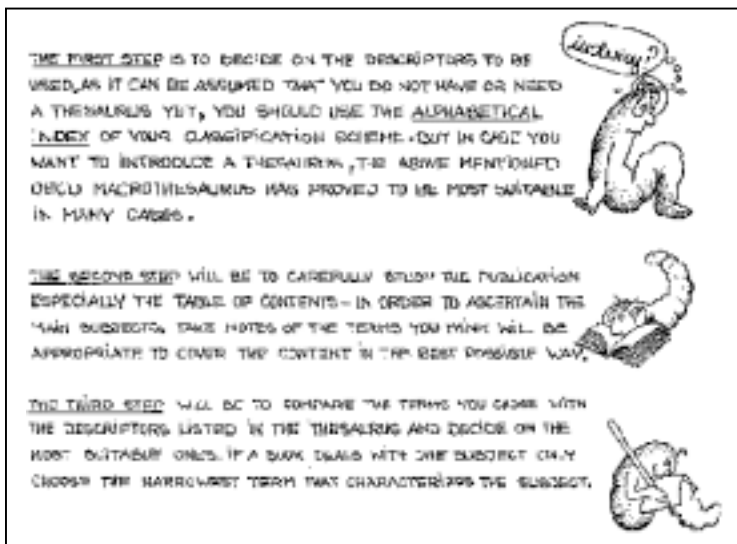 THE FIRST STEP IS TO DECIDE ON THE DESCRIPTORS TO BE
USED, AS IT CAN BE ASSUMED THAT YOU DO NOT HAVE OR NEED
A THESAURUS YET, YOU SHOULD USE THE ALPHABETICAL
INDEX OF YOUR CLASSIFICATION SCHEME. BUT IN CASE YOU
WANT TO INTRODUCE A THESAURUS, THE ABOVE MENTIONED
OECD MACROTHESAURUS HAS PROVED TO BE MOST SUITABLE
IN MANY CASES.
THE SECOND STEP WILL BE TO CAREFULLY STUDY THE PUBLICATION
ESPECIALLY THE TABLE OF CONTENTS - IN ORDER TO ASCERTAIN THE
MAIN SUBJECTS. TAKE NOTES OF THE TERMS YOU THINK WILL BE
APPROPRIATE TO COVER THE CONTENT IN THE BEST POSSIBLE WAY.
THE THIRD STEP WILL BE TO COMPARE THE TERMS YOU CHOSE WITH
THE DESCRIPTORS LISTED IN THE THESAURUS AND DECIDE ON THE
MOST SUITABLE ONES. IF A BOOK DEALS WITH ONE SUBJECT ONLY
CHOOSE THE NARROWEST TERM THAT CHARACTERIZES THE SUBJECT.